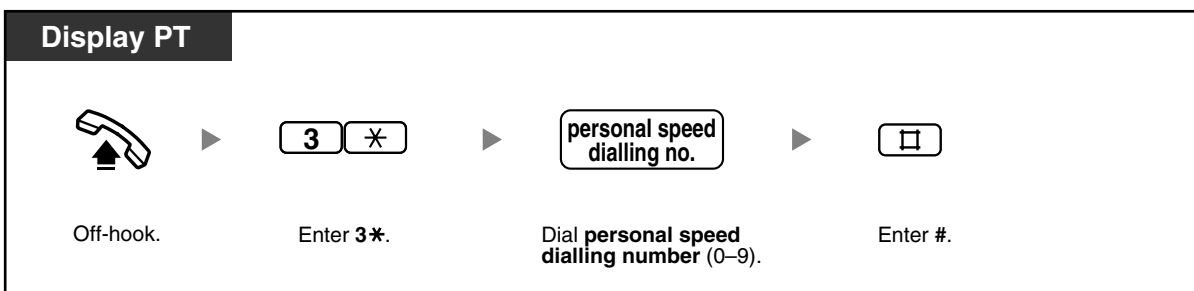 Display PT
3 ✳
personal speed
dialling no.
#
Off-hook.
Enter 3✳.
Dial personal speed
dialling number (0–9).
Enter #.